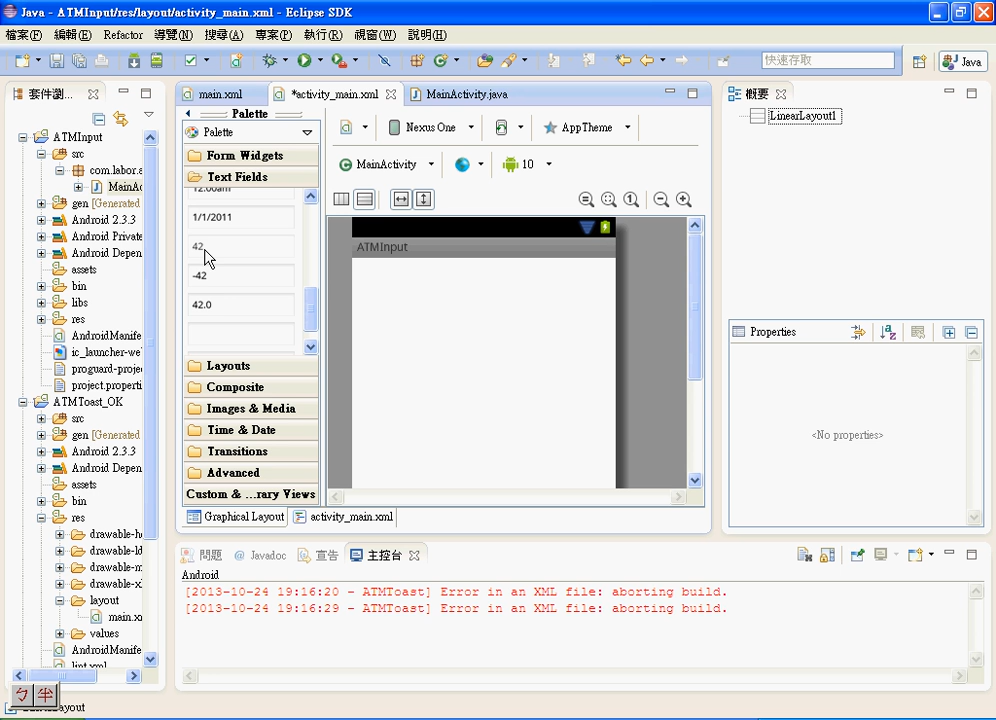 Java - ATMInput/res/layout/activity_main.xml - Eclipse SDK
檔案(F) 編輯(E) Refactor 導覽(N) 搜尋(A) 專案(P) 執行(R) 視窗(W) 說明(H)
快速存取
Java
套件瀏...
ATMInput
src
com.labor.a
MainAc
gen [Generated
Android 2.3.3
Android Private
Android Depen
assets
bin
libs
res
AndroidManife
ic_launcher-we
proguard-proje
project.properti
ATMToast_OK
src
gen [Generated
Android 2.3.3
Android Depen
assets
bin
res
drawable-h
drawable-ld
drawable-m
drawable-x
layout
main.x
values
AndroidManife
lint.xml
main.xml
*activity_main.xml
MainActivity.java
Palette
Palette
Form Widgets
Text Fields
12:00am
1/1/2011
42
-42
42.0
Layouts
Composite
Images & Media
Time & Date
Transitions
Advanced
Custom & ...rary Views
Nexus One
AppTheme
MainActivity
10
ATMInput
Graphical Layout
activity_main.xml
概要
LinearLayout1
Properties
<No properties>
問題
@ Javadoc
宣告
主控台
Android
[2013-10-24 19:16:20 - ATMToast] Error in an XML file: aborting build.
[2013-10-24 19:16:29 - ATMToast] Error in an XML file: aborting build.
ㄅ 半